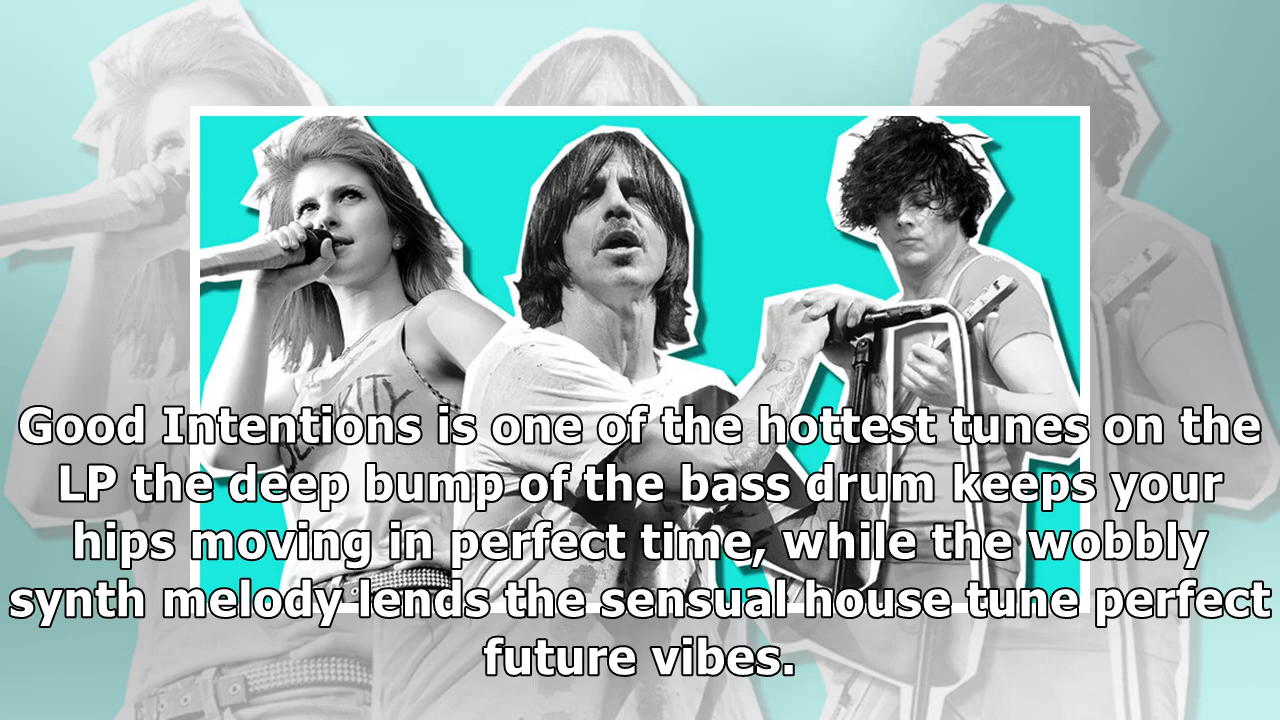 Good Intentions is one of the hottest tunes on the
LP the deep bump of the bass drum keeps your
hips moving in perfect time, while the wobbly
synth melody lends the sensual house tune perfect
future vibes.